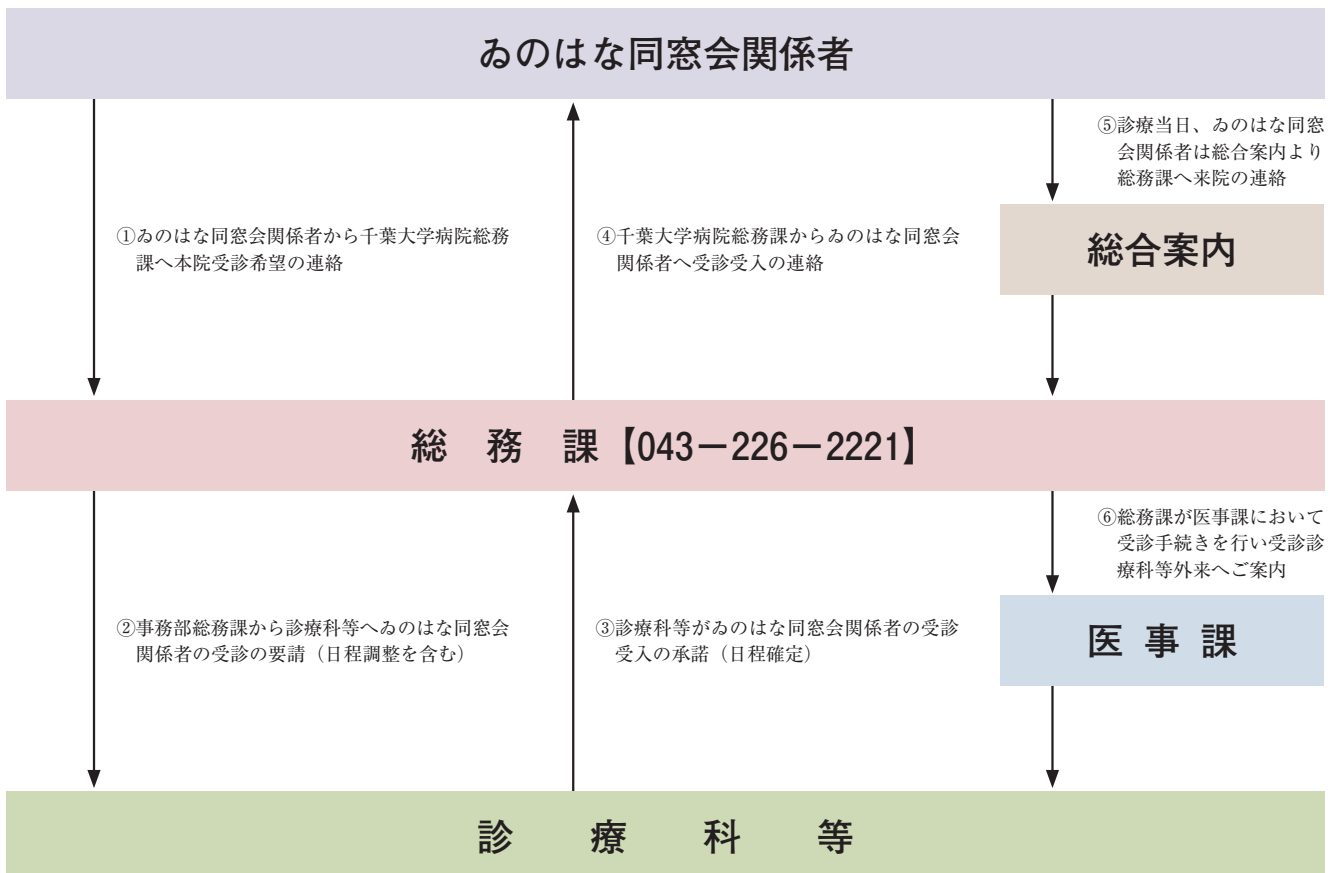 ゐのはな同窓会関係者
①ゐのはな同窓会関係者から千葉大学病院総務
課へ本院受診希望の連絡
④千葉大学病院総務課からゐのはな同窓会
関係者へ受診受入の連絡
⑤診療当日、ゐのはな同窓
会関係者は総合案内より
総務課へ来院の連絡
総合案内
総 務 課【043－226－2221】
②事務部総務課から診療科等へゐのはな同窓会
関係者の受診の要請（日程調整を含む）
③診療科等がゐのはな同窓会関係者の受診
受入の承諾（日程確定）
⑥総務課が医事課において
受診手続きを行い受診診
療科等外来へご案内
医 事 課
診 療 科 等